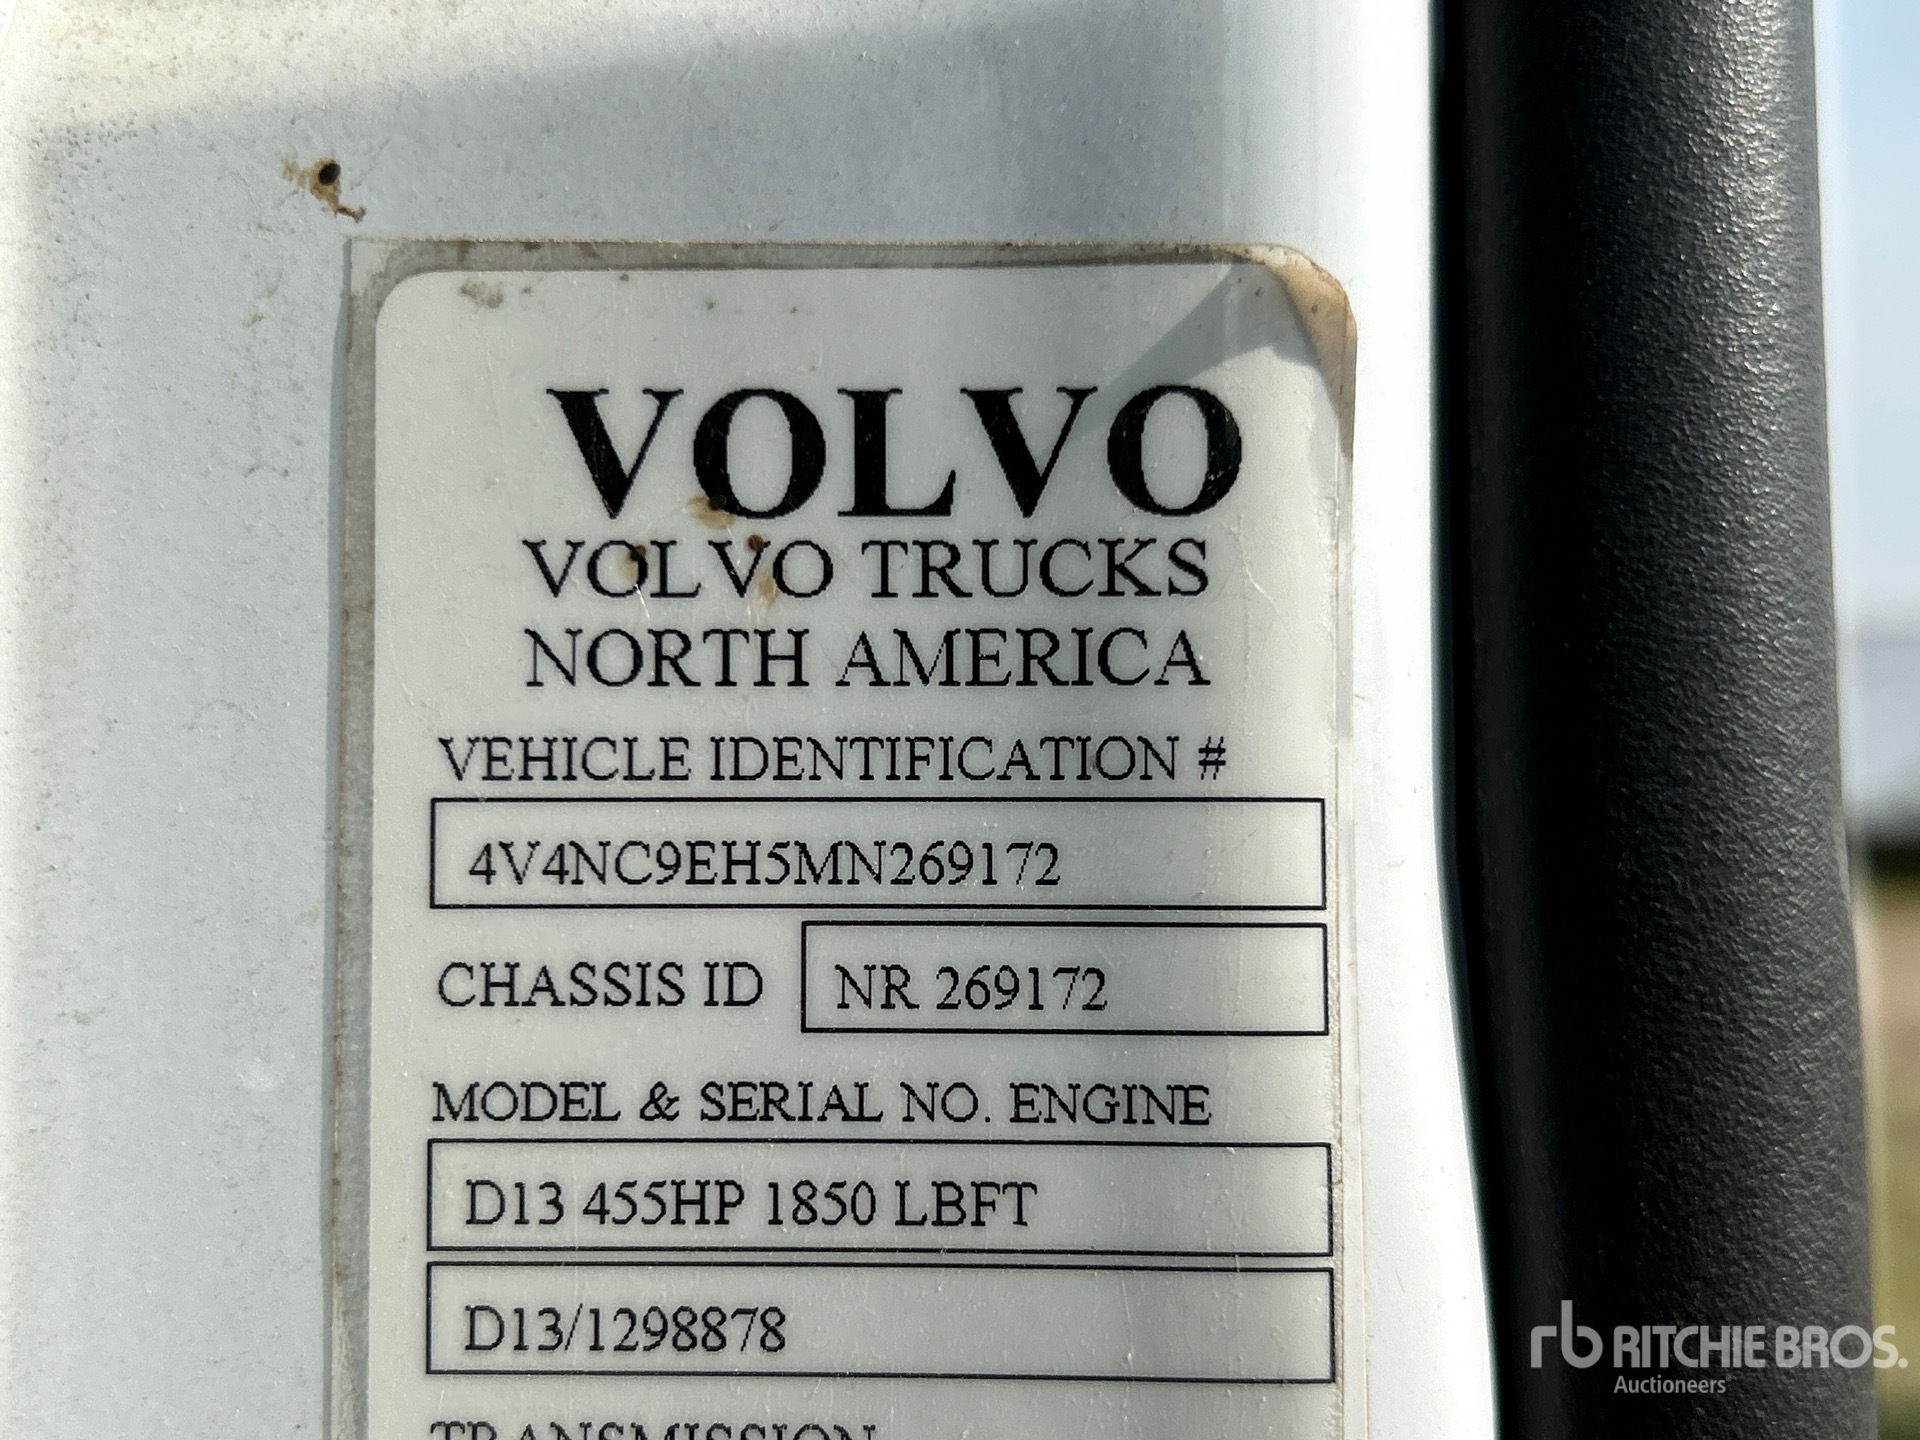 VOLVO
VOLVO TRUCKS
NORTH AMERICA
VEHICLE IDENTIFICATION #
4V4NC9EH5MN269172
CHASSIS ID NR 269172
MODEL & SERIAL NO. ENGINE
D13 455HP 1850 LBFT
D13/1298878
TRANSMISSION
rb RITCHIE BROS.
Auctioneers